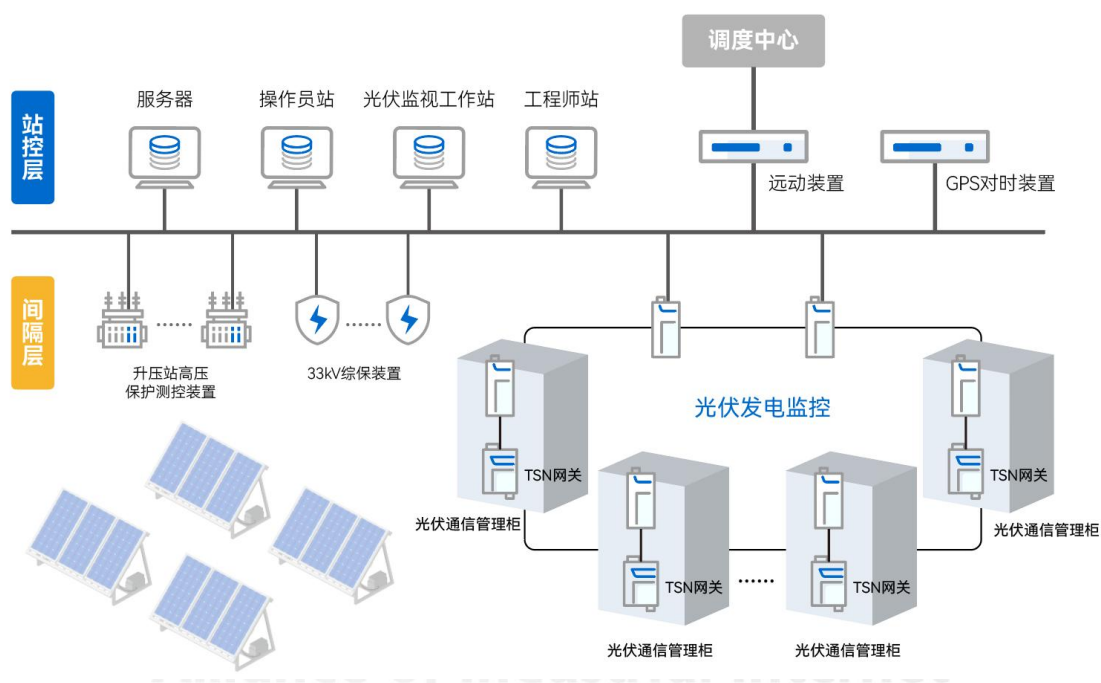 调度中心
站控层
服务器
操作员站
光伏监视工作站
工程师站
远动装置
GPS对时装置
间隔层
升压站高压
保护测控装置
33kV综保装置
光伏发电监控
TSN网关
光伏通信管理柜
TSN网关
光伏通信管理柜
TSN网关
光伏通信管理柜
TSN网关
光伏通信管理柜